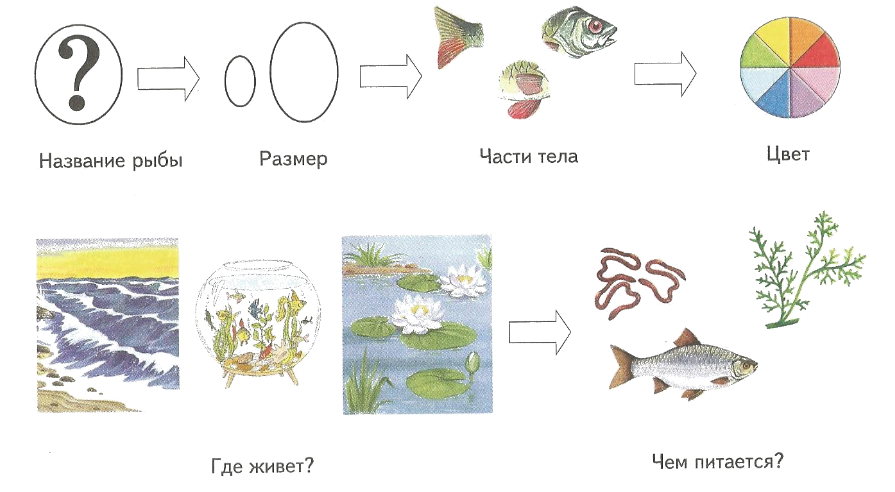 ?
Название рыбы
Размер
Части тела
Цвет
Где живет?
Чем питается?